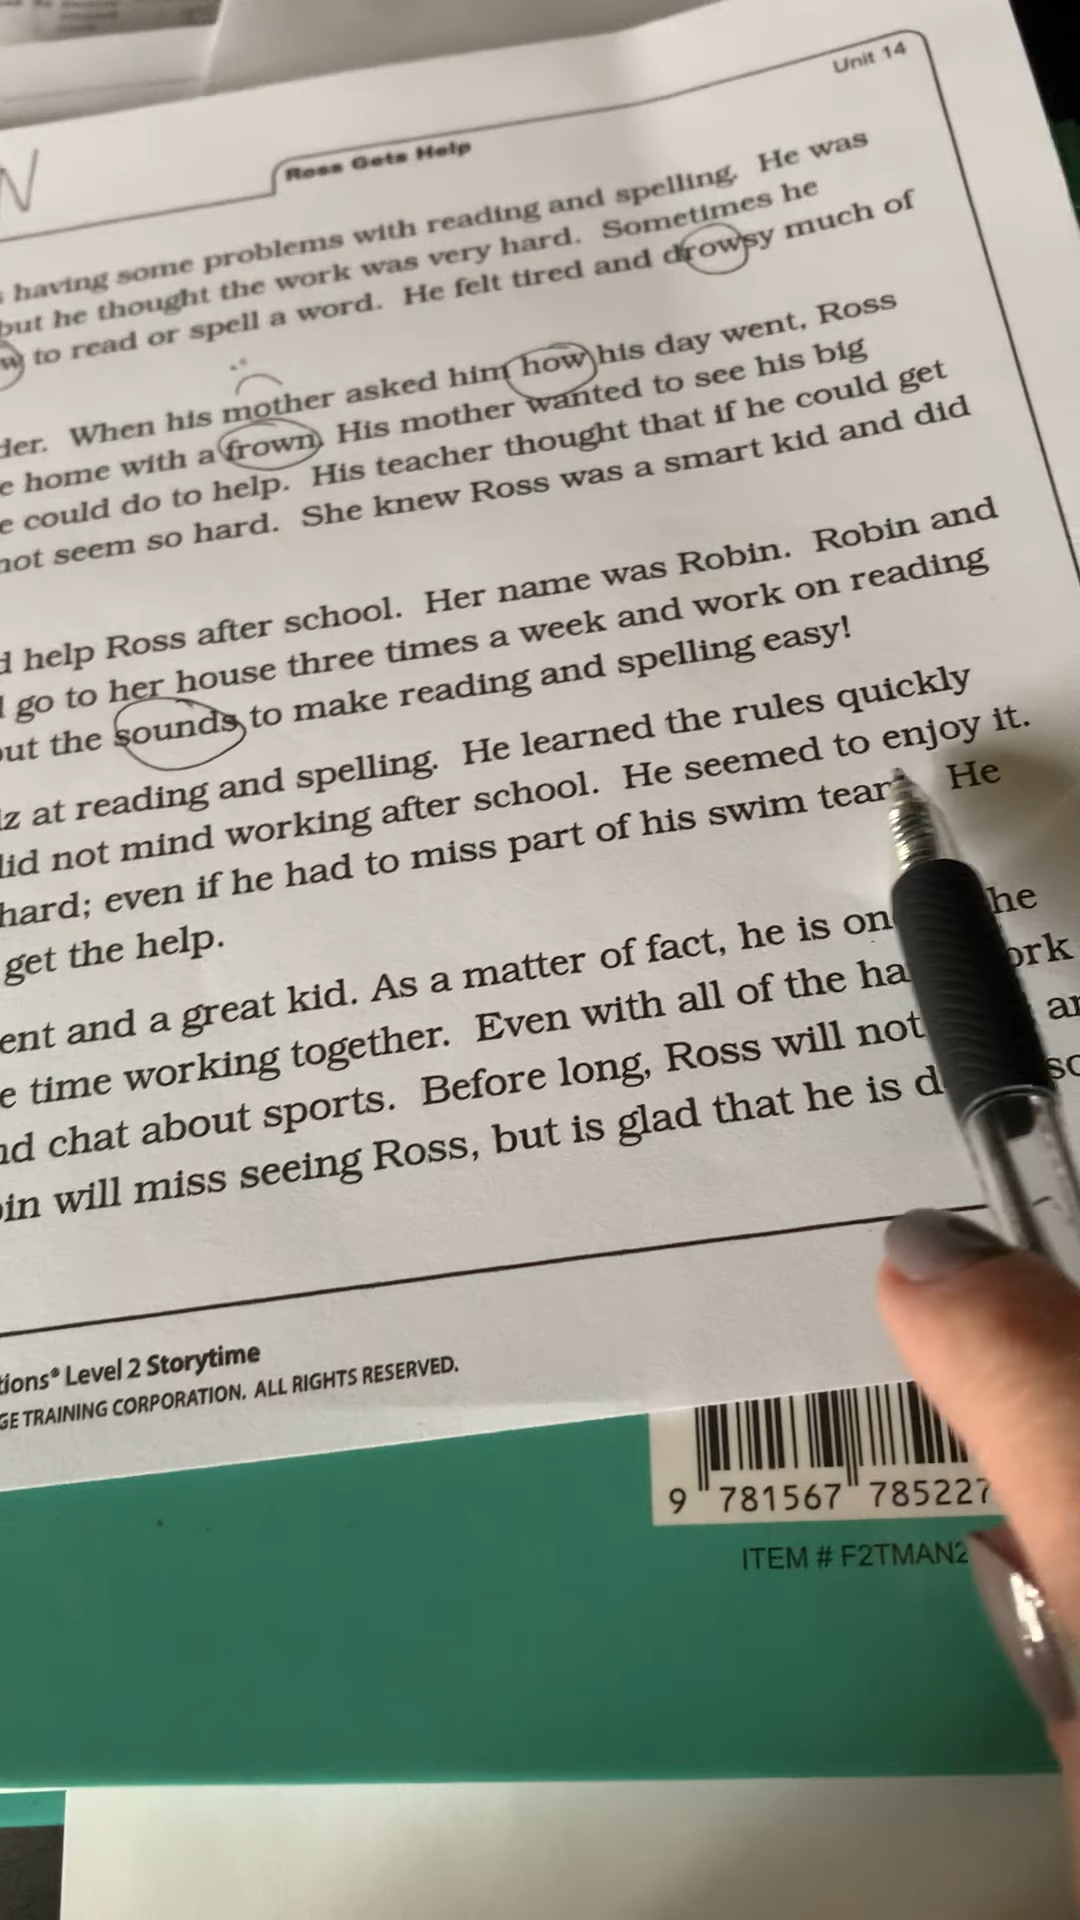 N
Unit 14
Ross Gets Help
having some problems with reading and spelling. He was
but he thought the work was very hard. Sometimes he
w to read or spell a word. He felt tired and drowsy much of
der. When his mother asked him how his day went, Ross
e home with a frown. His mother wanted to see his big
e could do to help. His teacher thought that if he could get
not seem so hard. She knew Ross was a smart kid and did
d help Ross after school. Her name was Robin. Robin and
go to her house three times a week and work on reading
out the sounds to make reading and spelling easy!
iz at reading and spelling. He learned the rules quickly
did not mind working after school. He seemed to enjoy it.
hard; even if he had to miss part of his swim team He
get the help.
ent and a great kid. As a matter of fact, he is on he
e time working together. Even with all of the ha ork
nd chat about sports. Before long, Ross will not ar
bin will miss seeing Ross, but is glad that he is d so
tions® Level 2 Storytime
GE TRAINING CORPORATION. ALL RIGHTS RESERVED.
9 781567 785227
ITEM # F2TMAN2